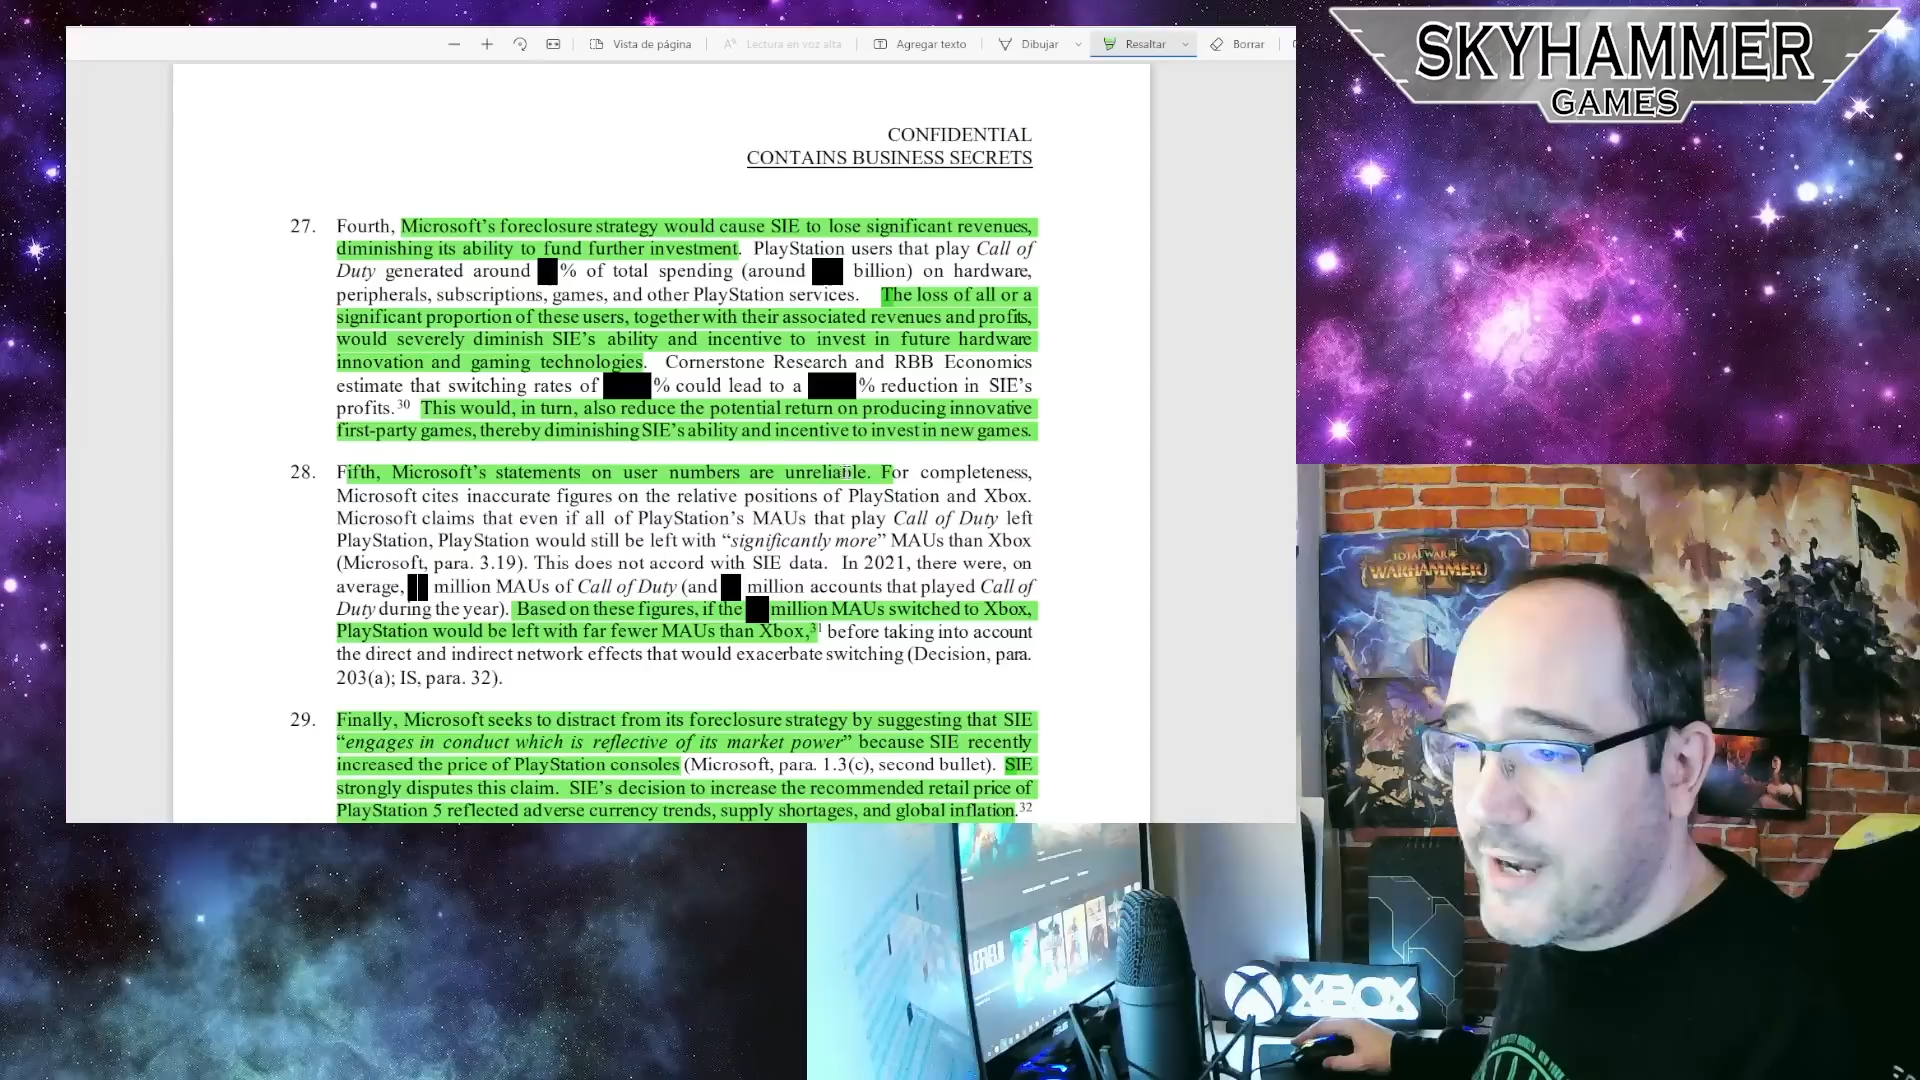 Vista de página
Lectura en voz alta
Agregar texto
Dibujar
Resaltar
Borrar
SKYHAMMER
GAMES
CONFIDENTIAL
CONTAINS BUSINESS SECRETS
27. Fourth, Microsoft's foreclosure strategy would cause SIE to lose significant revenues,
diminishing its ability to fund further investment. PlayStation users that play Call of
Duty generated around % of total spending (around billion) on hardware,
peripherals, subscriptions, games, and other PlayStation services. The loss of all or a
significant proportion of these users, together with their associated revenues and profits,
would severely diminish SIE's ability and incentive to invest in future hardware
innovation and gaming technologies. Cornerstone Research and RBB Economics
estimate that switching rates of % could lead to a % reduction in SIE's
profits.30 This would, in turn, also reduce the potential return on producing innovative
first-party games, thereby diminishing SIE's ability and incentive to invest in new games.
28. Fifth, Microsoft's statements on user numbers are unreliable. For completeness,
Microsoft cites inaccurate figures on the relative positions of PlayStation and Xbox.
Microsoft claims that even if all of PlayStation's MAUs that play Call of Duty left
PlayStation, PlayStation would still be left with “significantly more” MAUs than Xbox
(Microsoft, para. 3.19). This does not accord with SIE data. In 2021, there were, on
average, million MAUs of Call of Duty (and million accounts that played Call of
Duty during the year). Based on these figures, if the million MAUs switched to Xbox,
PlayStation would be left with far fewer MAUs than Xbox,31 before taking into account
the direct and indirect network effects that would exacerbate switching (Decision, para.
203(a); IS, para. 32).
29. Finally, Microsoft seeks to distract from its foreclosure strategy by suggesting that SIE
“engages in conduct which is reflective of its market power” because SIE recently
increased the price of PlayStation consoles (Microsoft, para. 1.3(c), second bullet). SIE
strongly disputes this claim. SIE's decision to increase the recommended retail price of
PlayStation 5 reflected adverse currency trends, supply shortages, and global inflation.32
TOTAL WAR
WARHAMMER
XBOX